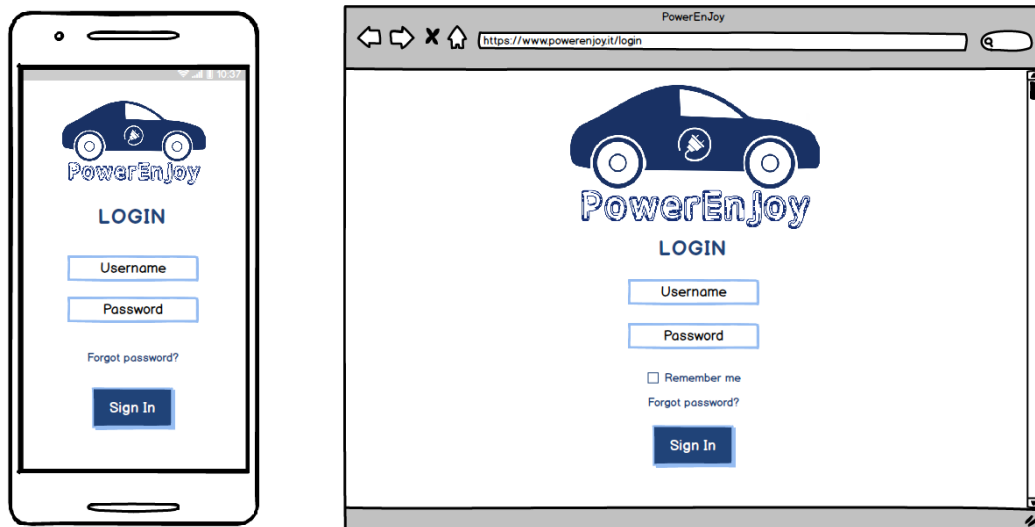 10:37
PowerEnJoy
LOGIN
Username
Password
Forgot password?
Sign In
PowerEnJoy
https://www.powerenjoy.it/login
PowerEnJoy
LOGIN
Username
Password
Remember me
Forgot password?
Sign In